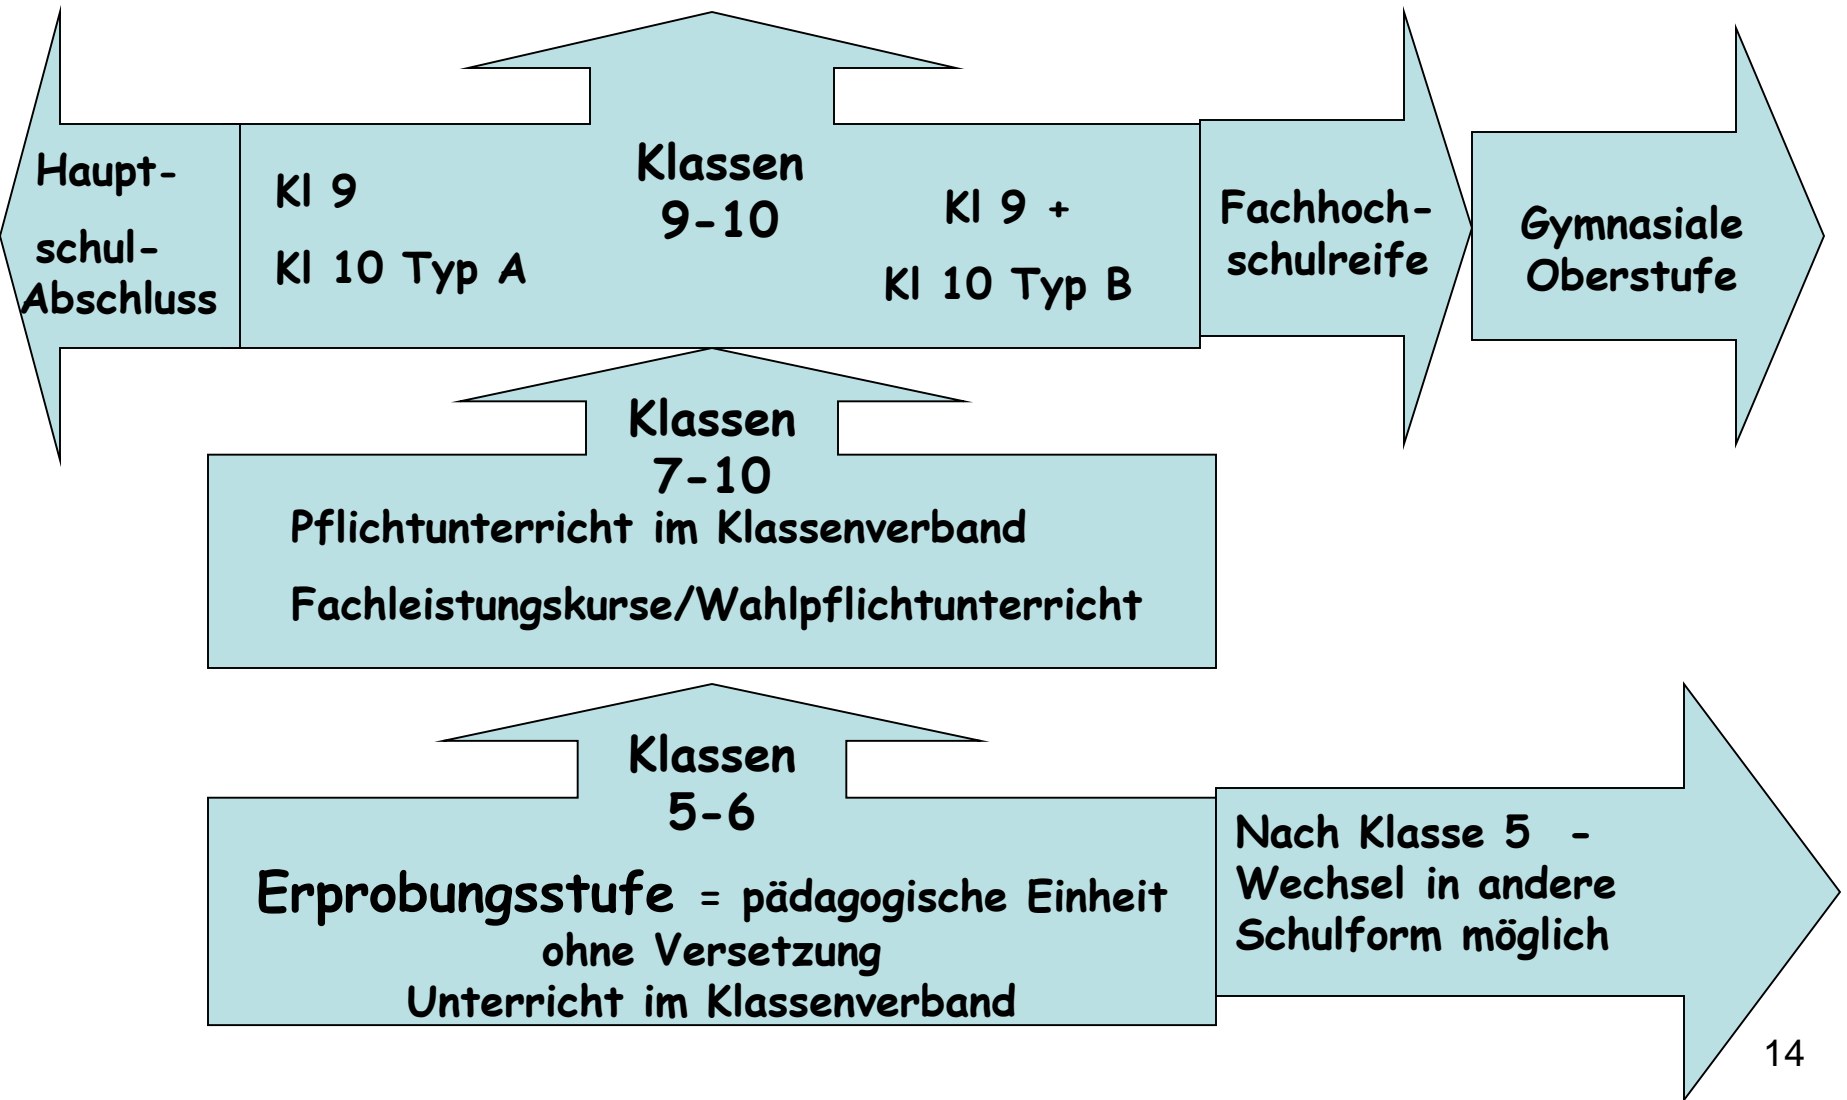 Haupt-
schul-
Abschluss
Kl 9
Kl 10 Typ A
Klassen
9-10
Kl 9 +
Kl 10 Typ B
Fachhoch-
schulreife
Gymnasiale
Oberstufe
Klassen
7-10
Pflichtunterricht im Klassenverband
Fachleistungskurse/Wahlpflichtunterricht
Klassen
5-6
Erprobungsstufe = pädagogische Einheit
ohne Versetzung
Unterricht im Klassenverband
Nach Klasse 5 -
Wechsel in andere
Schulform möglich
14